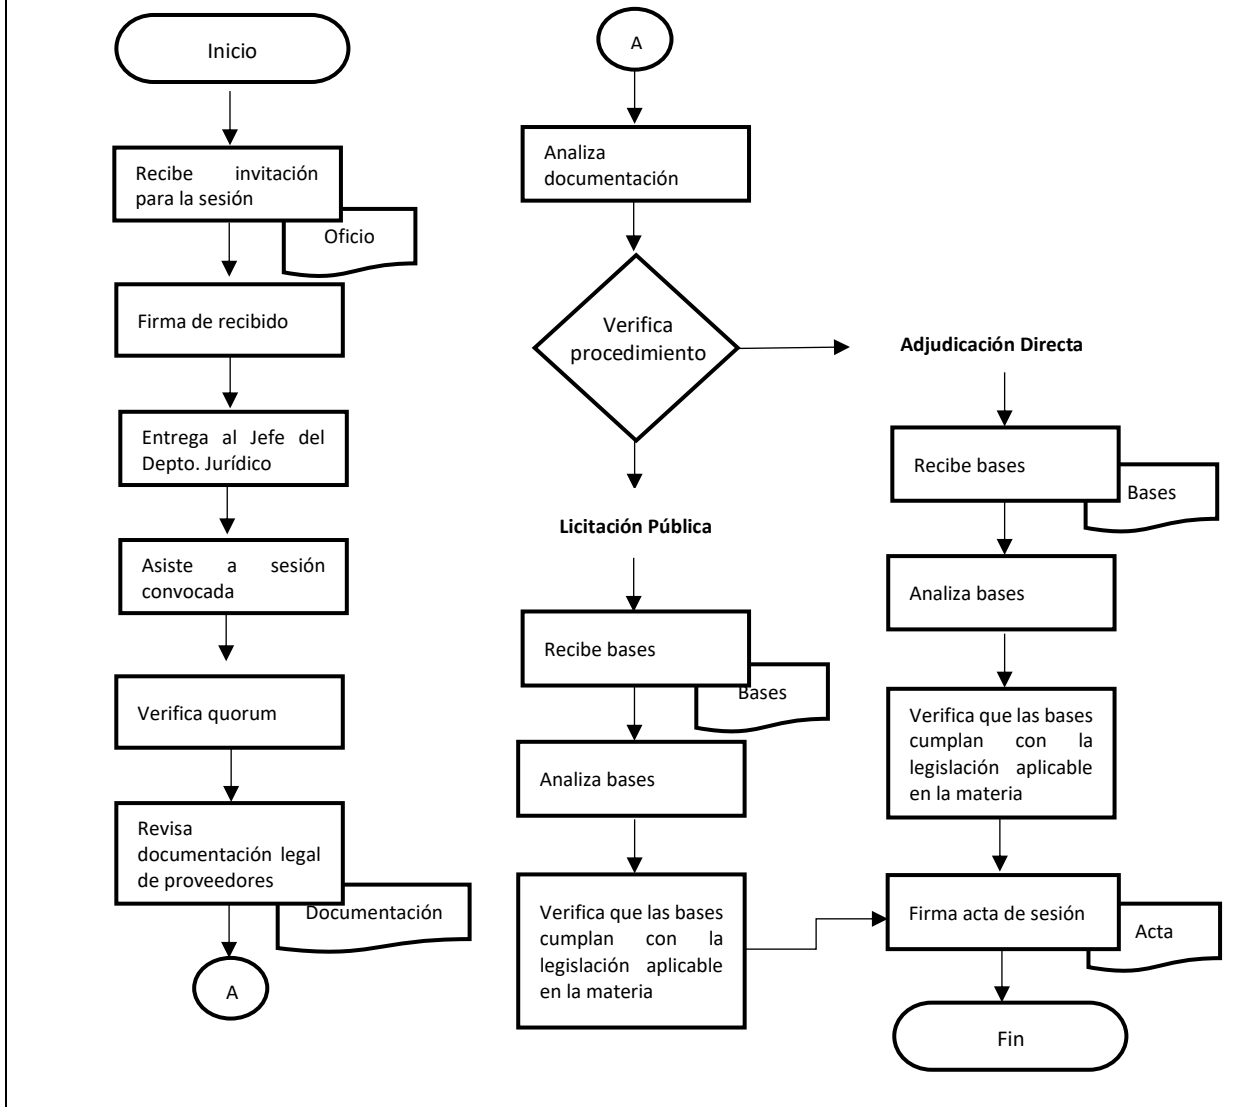 Inicio
Recibe invitación
para la sesión
Oficio
Firma de recibido
Entrega al Jefe del
Depto. Jurídico
Asiste a sesión
convocada
Verifica quorum
Revisa
documentación legal
de proveedores
Documentación
A
A
Analiza
documentación
Verifica
procedimiento
Licitación Pública
Recibe bases
Bases
Analiza bases
Verifica que las bases
cumplan con la
legislación aplicable
en la materia
Adjudicación Directa
Recibe bases
Bases
Analiza bases
Verifica que las bases
cumplan con la
legislación aplicable
en la materia
Firma acta de sesión
Acta
Fin